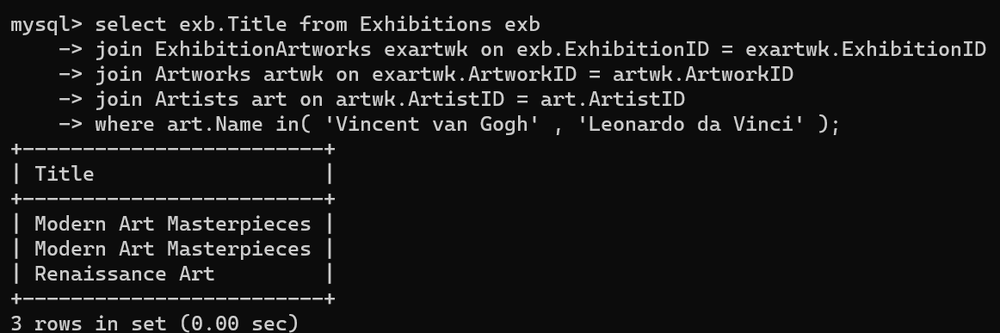 mysql> select exb.Title from Exhibitions exb
    -> join ExhibitionArtworks exartwk on exb.ExhibitionID = exartwk.ExhibitionID
    -> join Artworks artwk on exartwk.ArtworkID = artwk.ArtworkID
    -> join Artists art on artwk.ArtistID = art.ArtistID
    -> where art.Name in( 'Vincent van Gogh' , 'Leonardo da Vinci' );
+-------------------------+
| Title                   |
+-------------------------+
| Modern Art Masterpieces |
| Modern Art Masterpieces |
| Renaissance Art         |
+-------------------------+
3 rows in set (0.00 sec)